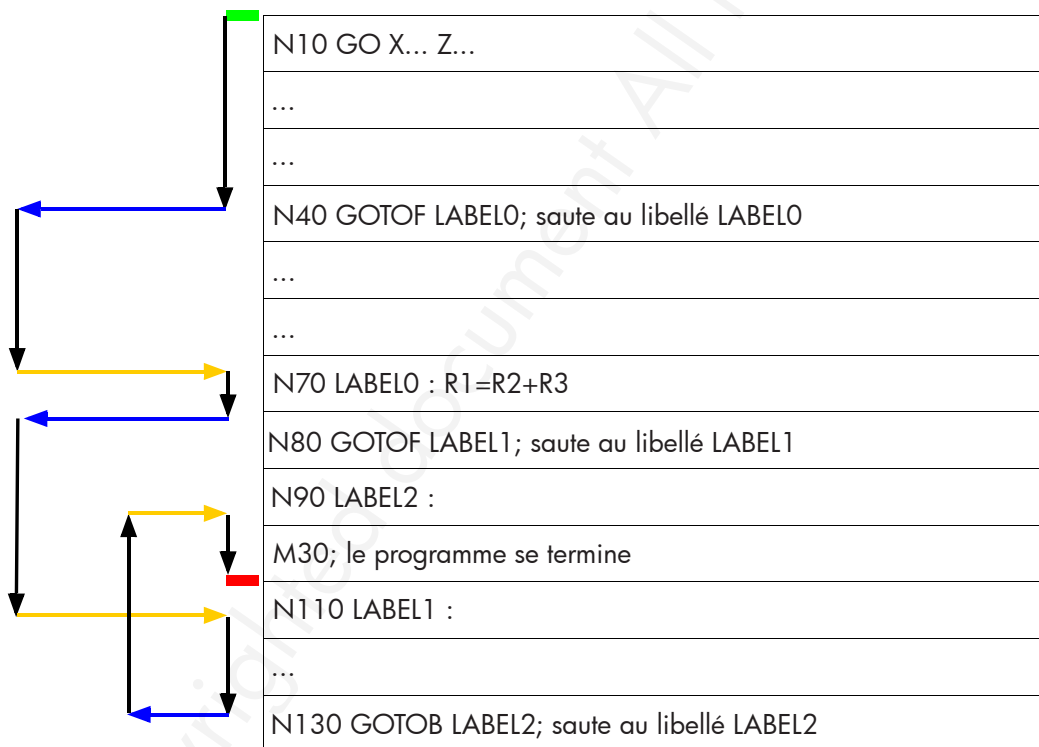 N10 GO X... Z...
...
...
N40 GOTOF LABEL0; saute au libellé LABEL0
...
...
N70 LABEL0 : R1=R2+R3
N80 GOTOF LABEL1; saute au libellé LABEL1
N90 LABEL2 :
M30; le programme se termine
N110 LABEL1 :
...
N130 GOTOB LABEL2; saute au libellé LABEL2